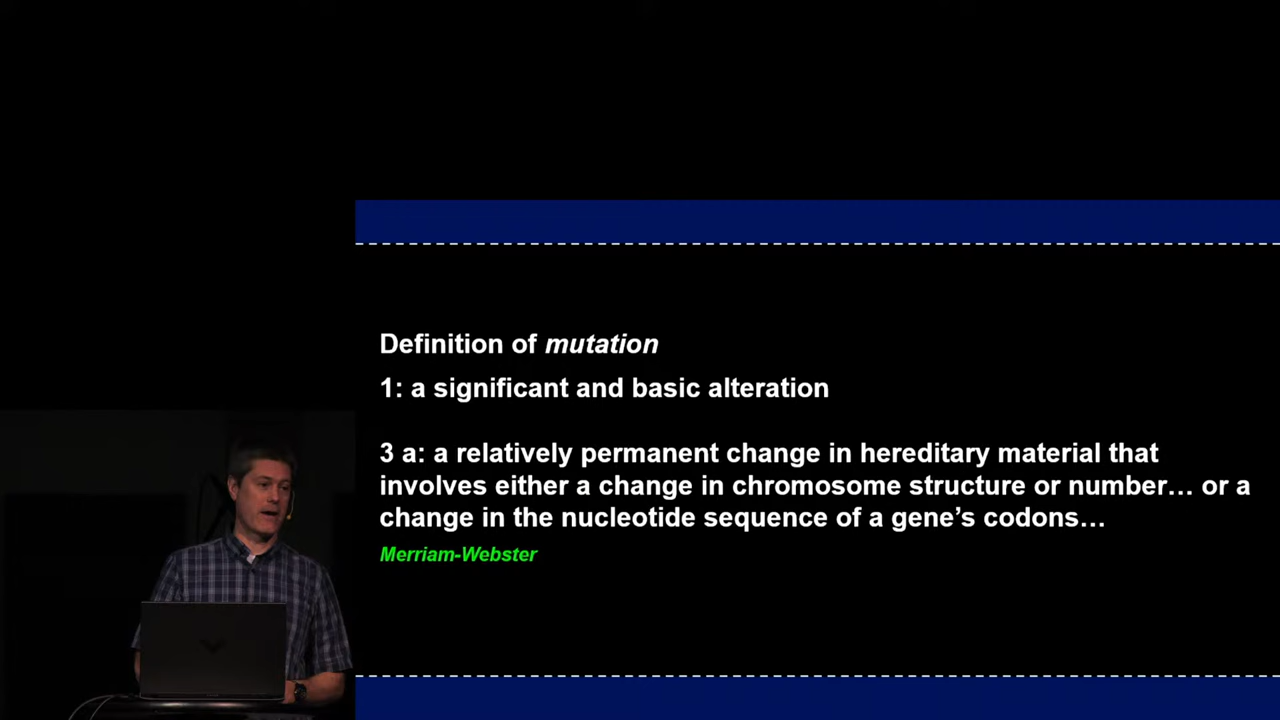 Definition of mutation
1: a significant and basic alteration
3 a: a relatively permanent change in hereditary material that
involves either a change in chromosome structure or number… or a
change in the nucleotide sequence of a gene’s codons…
Merriam-Webster